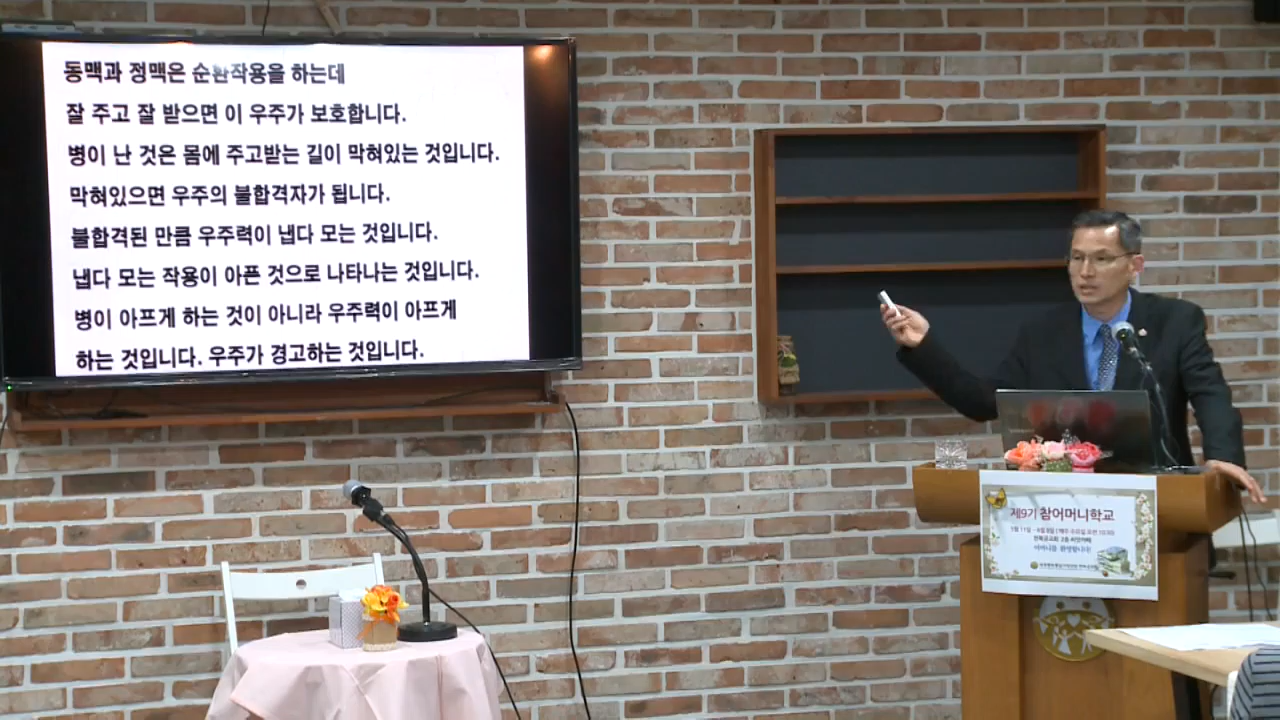 동맥과 정맥은 순환작용을 하는데
잘 주고 잘 받으면 이 우주가 보호합니다.
병이 난 것은 몸에 주고받는 길이 막혀있는 것입니다.
막혀있으면 우주의 불합격자가 됩니다.
불합격된 만큼 우주력이 냅다 모는 것입니다.
냅다 모는 작용이 아픈 것으로 나타나는 것입니다.
병이 아프게 하는 것이 아니라 우주력이 아프게
하는 것입니다. 우주가 경고하는 것입니다.
제9기 참어머니학교